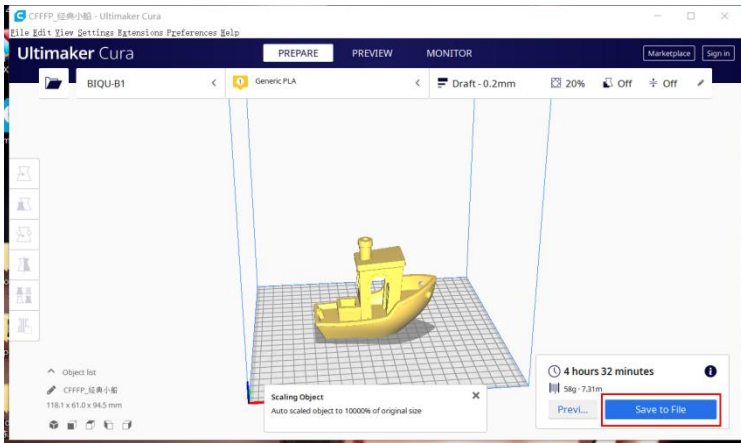 CFFFP_经典小船 - Ultimaker Cura
File Edit View Settings Extensions Preferences Help
Ultimaker Cura
PREPARE PREVIEW MONITOR
Marketplace Sign in
BIQU-B1
1 Generic PLA
Draft - 0.2mm 20% Off Off
Object list
CFFFP_经典小船
118.1 x 61.0 x 94.5 mm
Scaling Object
Auto scaled object to 10000% of original size
4 hours 32 minutes
58g · 7.31m
Previ... Save to File